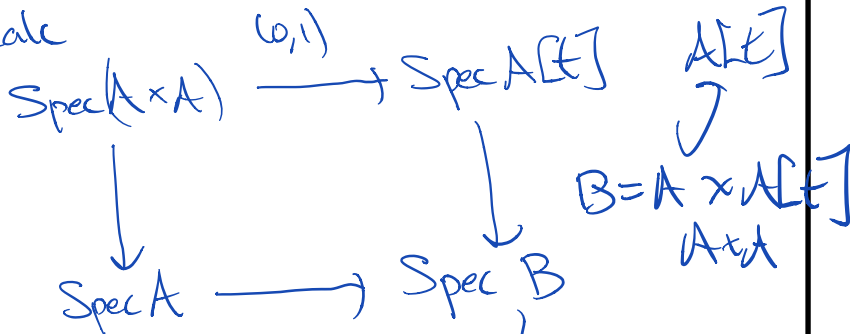 alc (0,1)
Spec(A × A) → Spec A[t] A[t]
B = A × A[t]
A×A
Spec A → Spec B